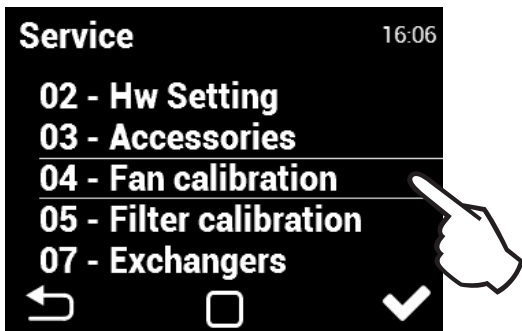 Service 16:06
02 - Hw Setting
03 - Accessories
04 - Fan calibration
05 - Filter calibration
07 - Exchangers